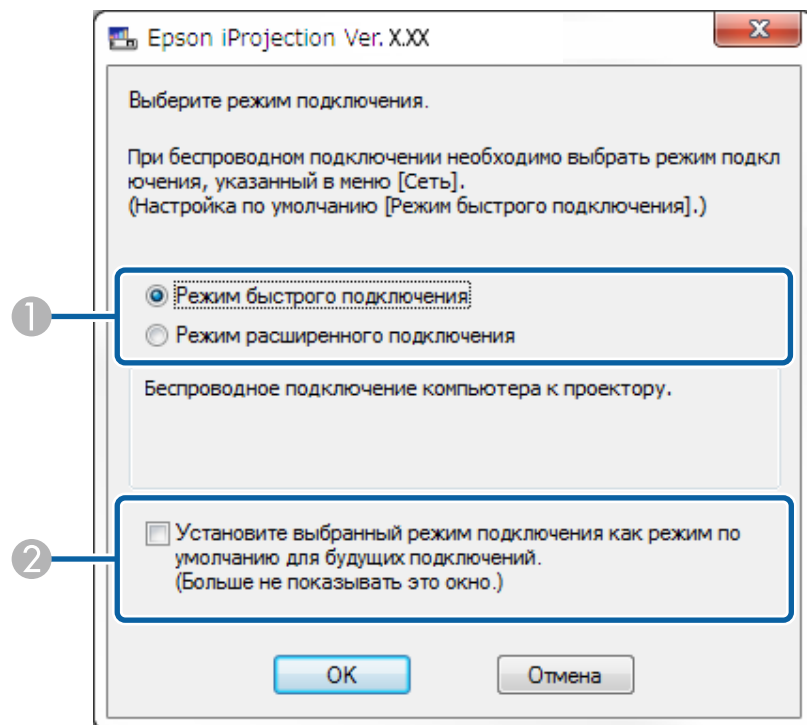 Epson iProjection Ver. X.XX
Выберите режим подключения.
При беспроводном подключении необходимо выбрать режим подкл
ючения, указанный в меню [Сеть].
(Настройка по умолчанию [Режим быстрого подключения].)
1
Режим быстрого подключения
Режим расширенного подключения
Беспроводное подключение компьютера к проектору.
2
Установите выбранный режим подключения как режим по
умолчанию для будущих подключений.
(Больше не показывать это окно.)
OK
Отмена